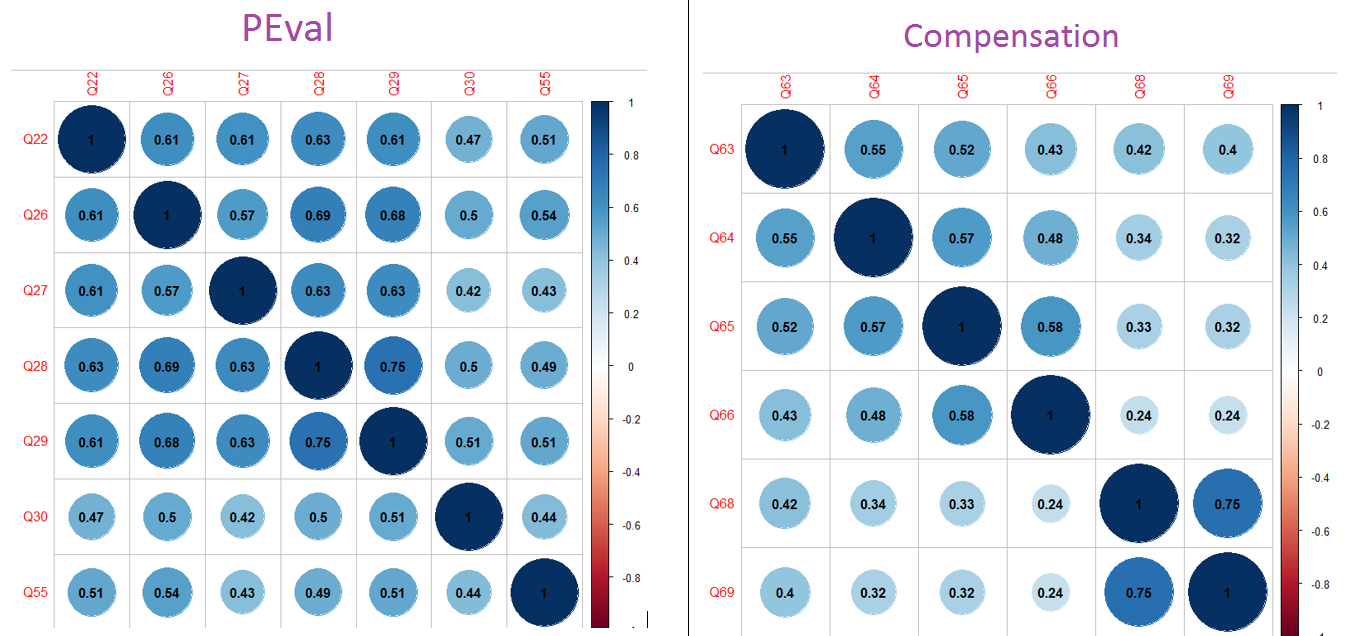 PEval
Q22 Q26 Q27 Q28 Q29 Q30 Q55
Q22 1 0.61 0.61 0.63 0.61 0.47 0.51
Q26 0.61 1 0.57 0.69 0.68 0.5 0.54
Q27 0.61 0.57 1 0.63 0.63 0.42 0.43
Q28 0.63 0.69 0.63 1 0.75 0.5 0.49
Q29 0.61 0.68 0.63 0.75 1 0.51 0.51
Q30 0.47 0.5 0.42 0.5 0.51 1 0.44
Q55 0.51 0.54 0.43 0.49 0.51 0.44 1
1
0.8
0.6
0.4
0.2
0
-0.2
-0.4
-0.6
-0.8
Compensation
Q63 Q64 Q65 Q66 Q68 Q69
Q63 1 0.55 0.52 0.43 0.42 0.4
Q64 0.55 1 0.57 0.48 0.34 0.32
Q65 0.52 0.57 1 0.58 0.33 0.32
Q66 0.43 0.48 0.58 1 0.24 0.24
Q68 0.42 0.34 0.33 0.24 1 0.75
Q69 0.4 0.32 0.32 0.24 0.75 1
1
0.8
0.6
0.4
0.2
0
-0.2
-0.4
-0.6
-0.8